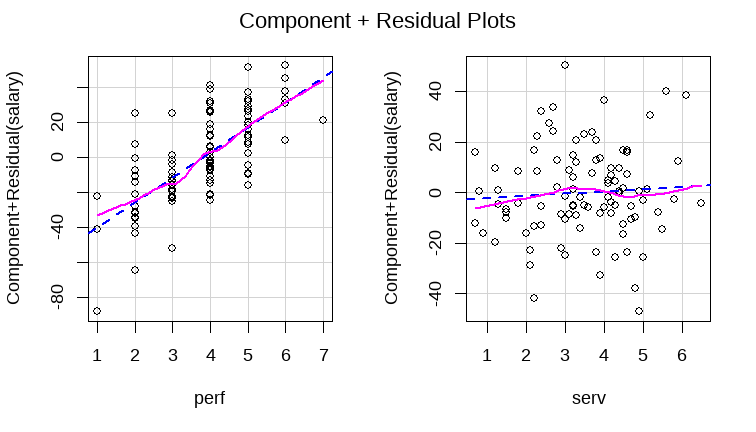 Component + Residual Plots
Component+Residual(salary)
20
0
-40
-80
1 2 3 4 5 6 7
perf
Component+Residual(salary)
40
20
0
-20
-40
1 2 3 4 5 6
serv